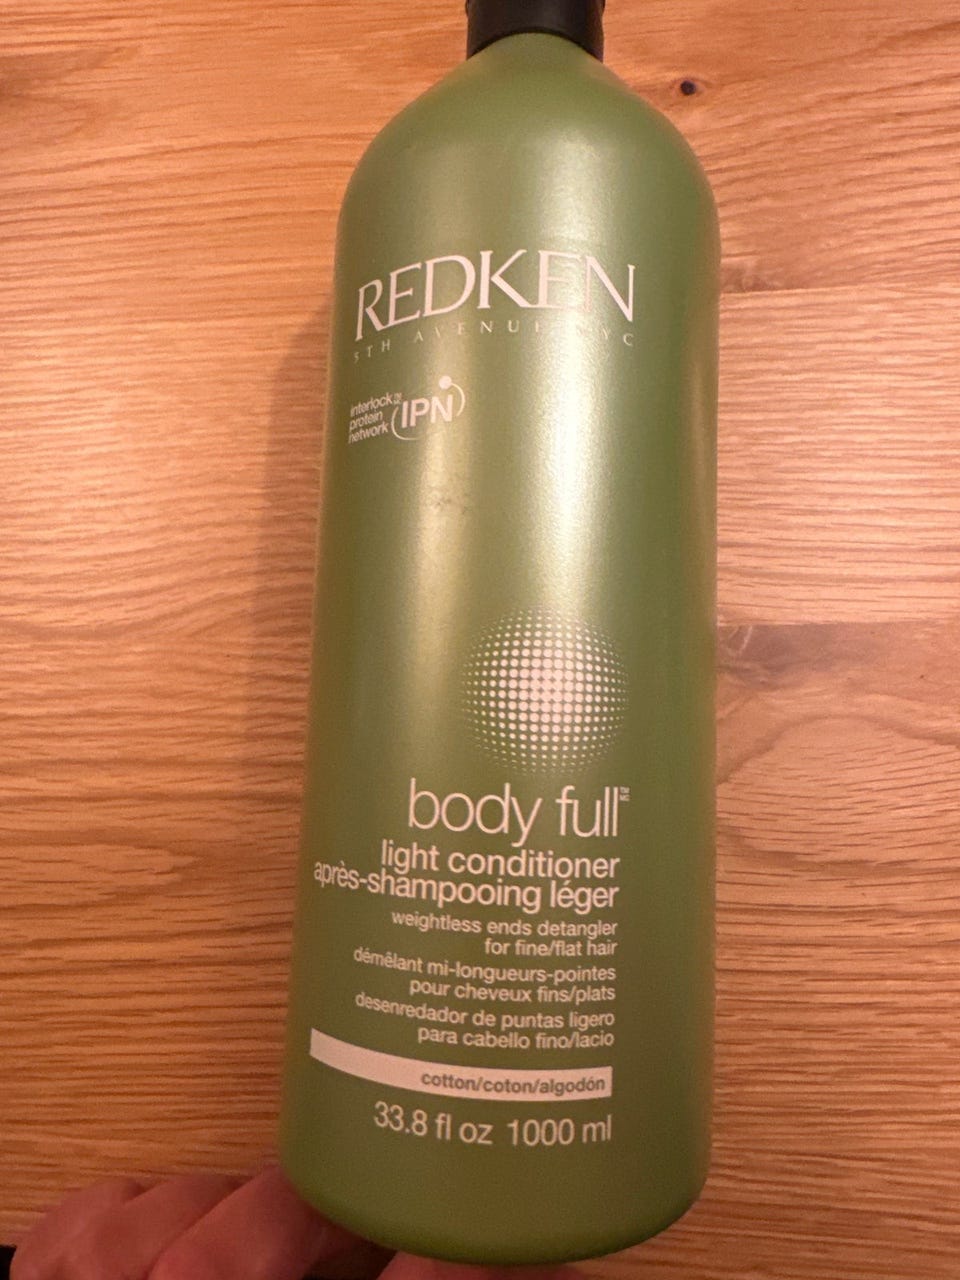 REDKEN
5TH AVENUE NYC
interlock
protein
network
IPN
body full™
MC
light conditioner
après-shampooing léger
weightless ends detangler
for fine/flat hair
démêlant mi-longueurs-pointes
pour cheveux fins/plats
desenredador de puntas ligero
para cabello fino/lacio
cotton/coton/algodón
33.8 fl oz 1000 ml